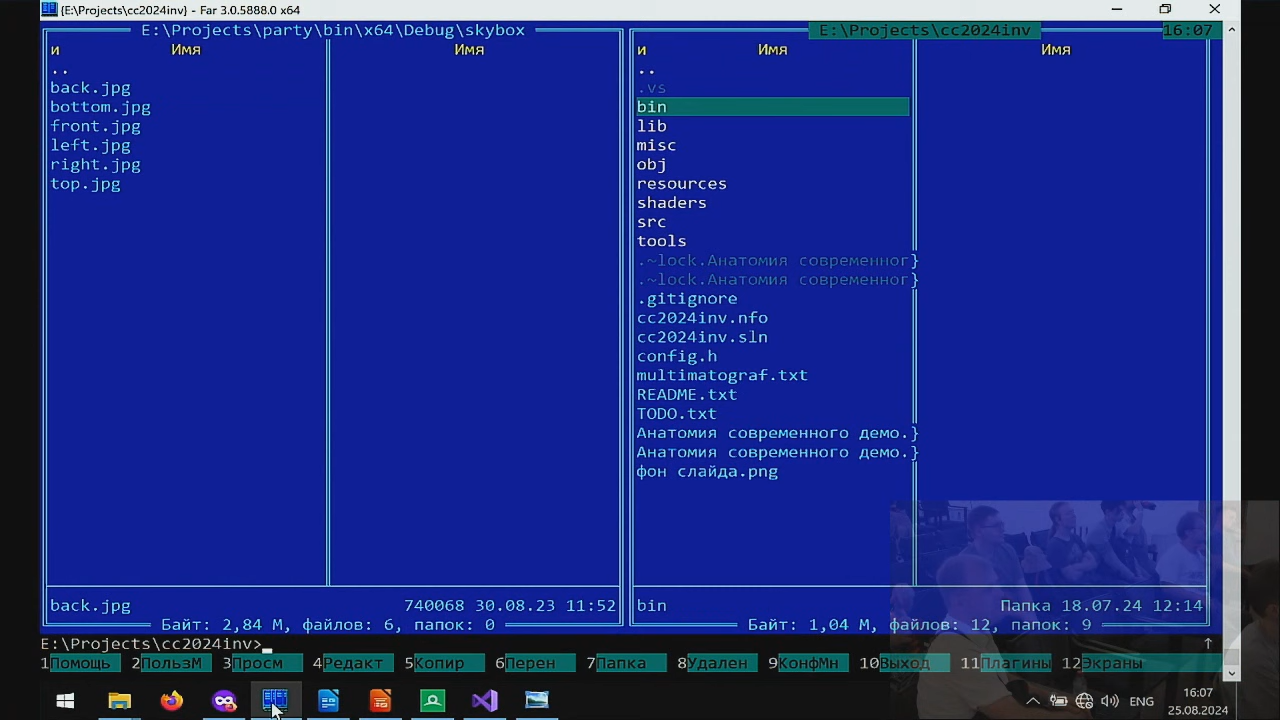 {E:\Projects\cc2024inv} - Far 3.0.5888.0 x64
E:\Projects\party\bin\x64\Debug\skybox
и Имя Имя
..
back.jpg
bottom.jpg
front.jpg
left.jpg
right.jpg
top.jpg
back.jpg 740068 30.08.23 11:52
Байт: 2,84 М, файлов: 6, папок: 0
E:\Projects\cc2024inv 16:07
и Имя Имя
..
.vs
bin
lib
misc
obj
resources
shaders
src
tools
.~lock.Анатомия современног}
.~lock.Анатомия современног}
.gitignore
cc2024inv.nfo
cc2024inv.sln
config.h
multimatograf.txt
README.txt
TODO.txt
Анатомия современного демо.}
Анатомия современного демо.}
фон слайда.png
bin Папка 18.07.24 12:14
Байт: 1,04 М, файлов: 12, папок: 9
E:\Projects\cc2024inv>
1Помощь 2ПользМ 3Просм 4Редакт 5Копир 6Перен 7Папка 8Удален 9КонфМн 10Выход 11Плагины 12Экраны
ENG
16:07
25.08.2024